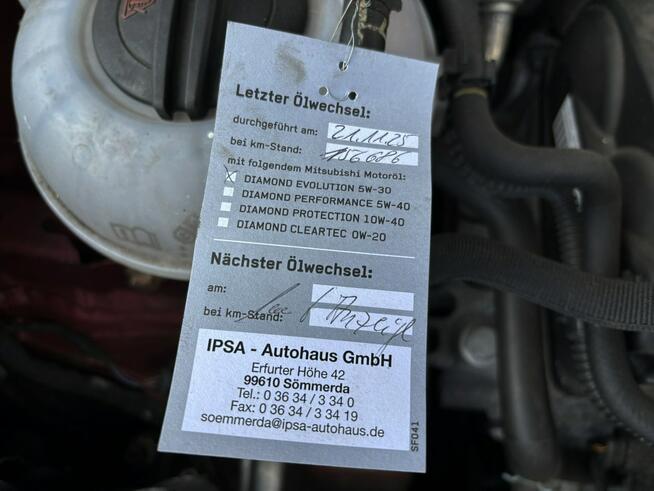 Letzter Ölwechsel:
durchgeführt am: 21.11.25
bei km-Stand: 156686
mit folgendem Mitsubishi Motoröl:
X DIAMOND EVOLUTION 5W-30
DIAMOND PERFORMANCE 5W-40
DIAMOND PROTECTION 10W-40
DIAMOND CLEARTEC 0W-20
Nächster Ölwechsel:
am:
bei km-Stand: Anzeige
IPSA - Autohaus GmbH
Erfurter Höhe 42
99610 Sömmerda
Tel.: 0 36 34 / 3 34 0
Fax: 0 36 34 / 3 34 19
soemmerda@ipsa-autohaus.de
SF041